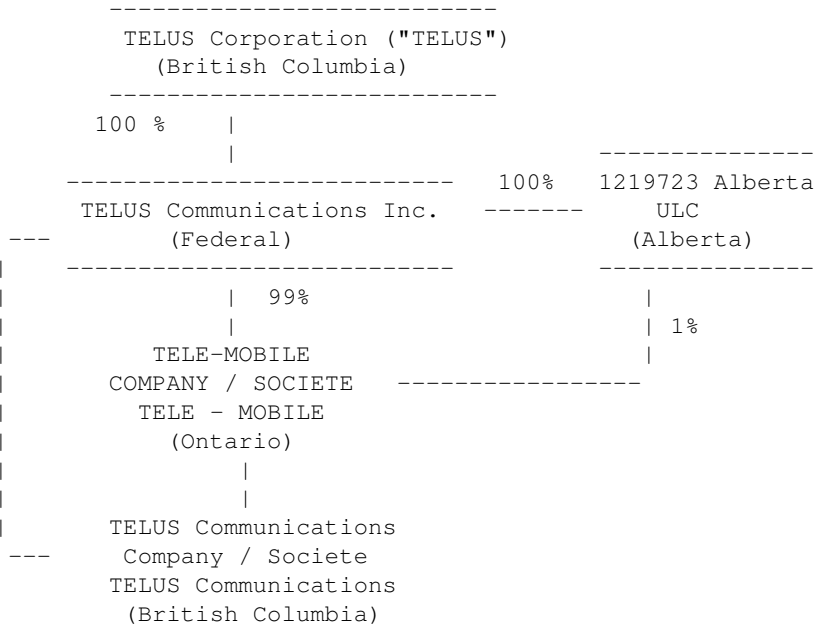 TELUS Corporation ("TELUS")
(British Columbia)
100 %
100% 1219723 Alberta
TELUS Communications Inc. ULC
(Federal) (Alberta)
99%
1%
TELE-MOBILE
COMPANY / SOCIETE
TELE - MOBILE
(Ontario)
TELUS Communications
Company / Societe
TELUS Communications
(British Columbia)